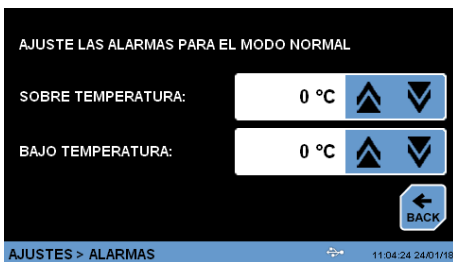 AJUSTE LAS ALARMAS PARA EL MODO NORMAL
SOBRE TEMPERATURA: 0 °C
BAJO TEMPERATURA: 0 °C
BACK
AJUSTES > ALARMAS 11:04:24 24/01/18